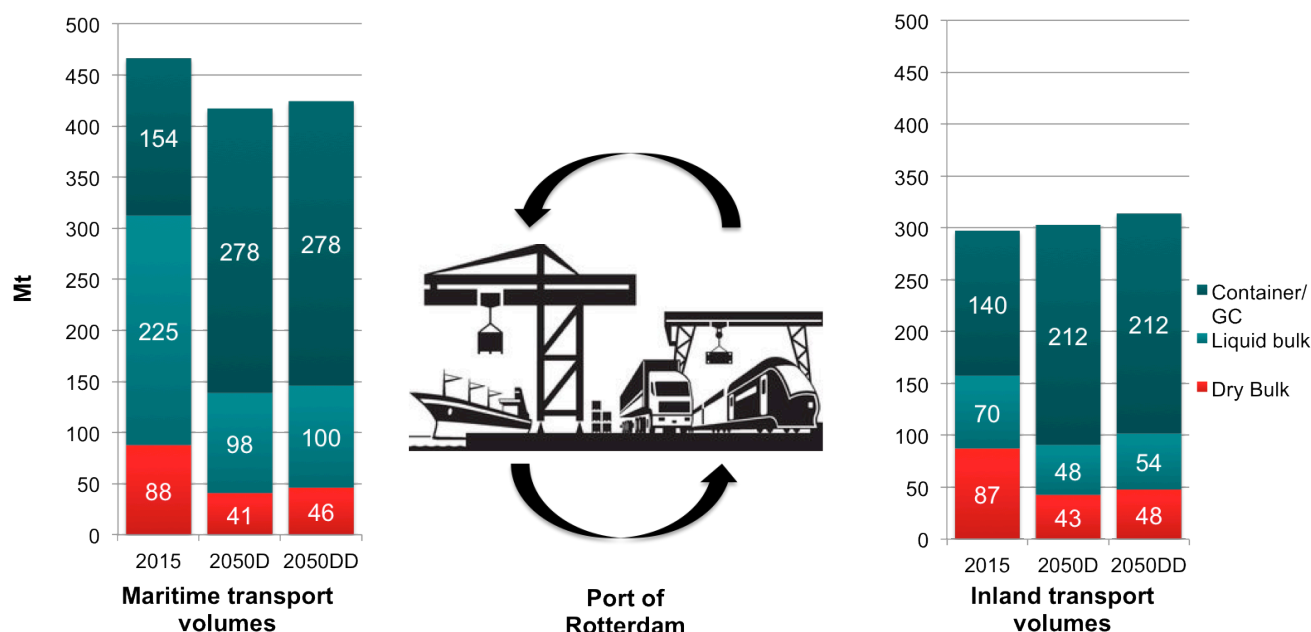 500
450
400
350
300
250
200
150
100
50
0
Mt
154
225
88
278
98
41
278
100
46
2015
2050D
2050DD
Maritime transport
volumes
Port of
Rotterdam
500
450
400
350
300
250
200
150
100
50
0
140
70
87
212
48
43
212
54
48
2015
2050D
2050DD
Inland transport
volumes
Container/
GC
Liquid bulk
Dry Bulk